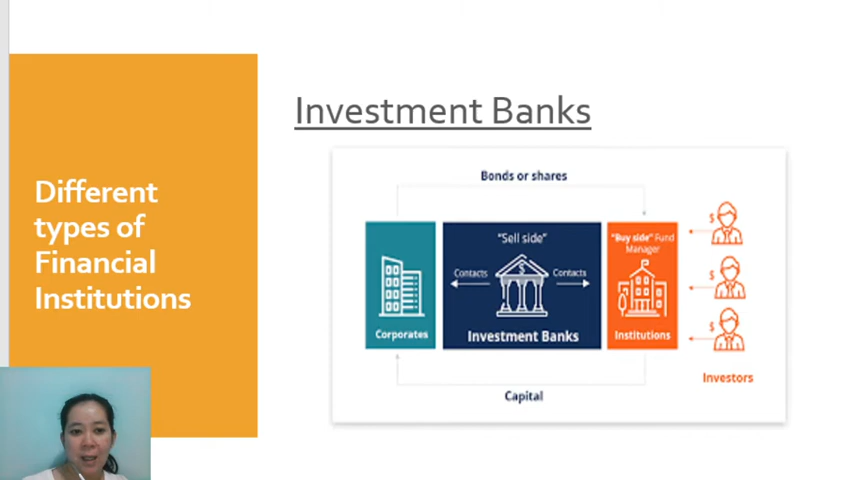 Investment Banks
Different
types of
Financial
Institutions
Bonds or shares
"Sell side"
"Buy side" Fund
Manager
Contacts
Contacts
$
$
$
$
Corporates
Investment Banks
Institutions
Investors
Capital